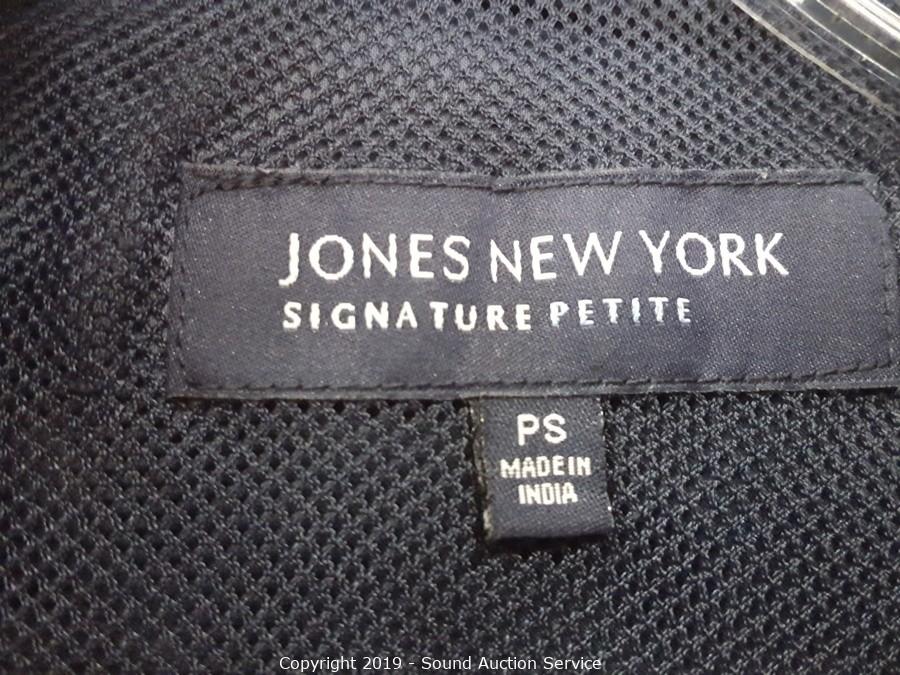 JONES NEW YORK
SIGNATURE PETITE
PS
MADE IN
INDIA
Copyright 2019 - Sound Auction Service